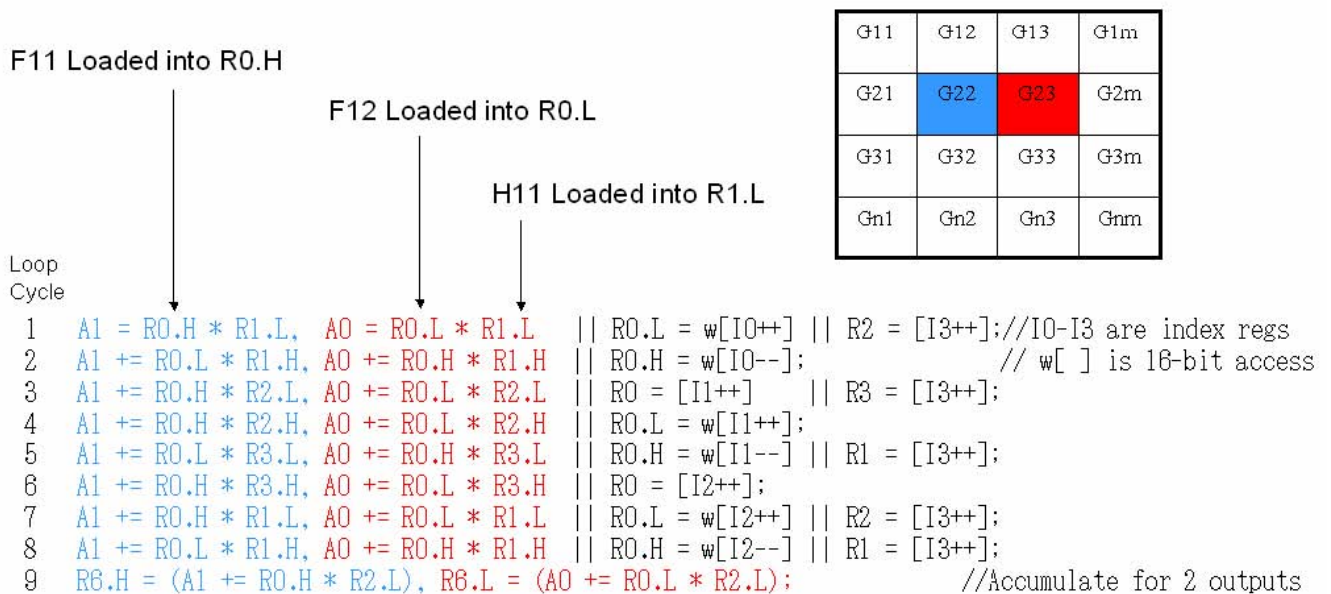 F11 Loaded into R0.H
F12 Loaded into R0.L
H11 Loaded into R1.L
G11 G12 G13 G1m
G21 G22 G23 G2m
G31 G32 G33 G3m
Gn1 Gn2 Gn3 Gnm
Loop
Cycle
1 A1 = R0.H * R1.L, A0 = R0.L * R1.L || R0.L = w[I0++] || R2 = [I3++];//I0-I3 are index regs
2 A1 += R0.L * R1.H, A0 += R0.H * R1.H || R0.H = w[I0--]; // w[ ] is 16-bit access
3 A1 += R0.H * R2.L, A0 += R0.L * R2.L || R0 = [I1++] || R3 = [I3++];
4 A1 += R0.H * R2.H, A0 += R0.L * R2.H || R0.L = w[I1++];
5 A1 += R0.L * R3.L, A0 += R0.H * R3.L || R0.H = w[I1--] || R1 = [I3++];
6 A1 += R0.H * R3.H, A0 += R0.L * R3.H || R0 = [I2++];
7 A1 += R0.H * R1.L, A0 += R0.L * R1.L || R0.L = w[I2++] || R2 = [I3++];
8 A1 += R0.L * R1.H, A0 += R0.H * R1.H || R0.H = w[I2--] || R1 = [I3++];
9 R6.H = (A1 += R0.H * R2.L), R6.L = (A0 += R0.L * R2.L); //Accumulate for 2 outputs